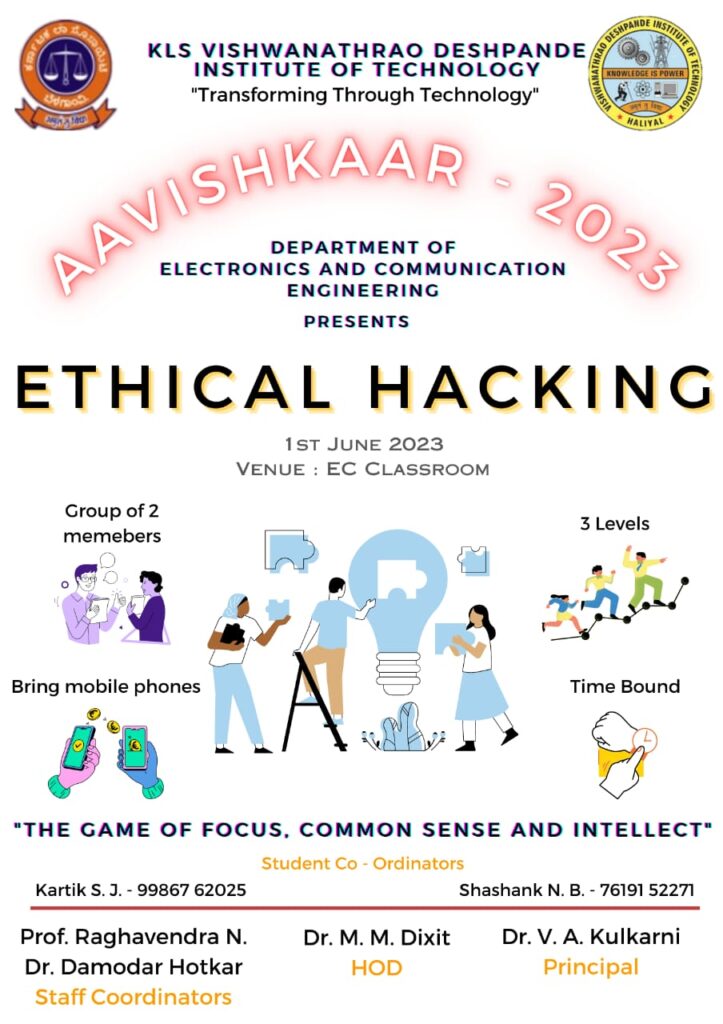 KLS VISHWANATHRAO DESHPANDE
INSTITUTE OF TECHNOLOGY
"Transforming Through Technology"
VISHWANATHRAO DESHPANDE INSTITUTE OF TECHNOLOGY
KNOWLEDGE IS POWER
HALIYAL
AAVISHKAAR - 2023
DEPARTMENT OF
ELECTRONICS AND COMMUNICATION
ENGINEERING
PRESENTS
ETHICAL HACKING
1st June 2023
Venue : EC Classroom
Group of 2
memebers
3 Levels
Bring mobile phones
Time Bound
"THE GAME OF FOCUS, COMMON SENSE AND INTELLECT"
Student Co - Ordinators
Kartik S. J. - 99867 62025
Shashank N. B. - 76191 52271
Prof. Raghavendra N.
Dr. Damodar Hotkar
Staff Coordinators
Dr. M. M. Dixit
HOD
Dr. V. A. Kulkarni
Principal